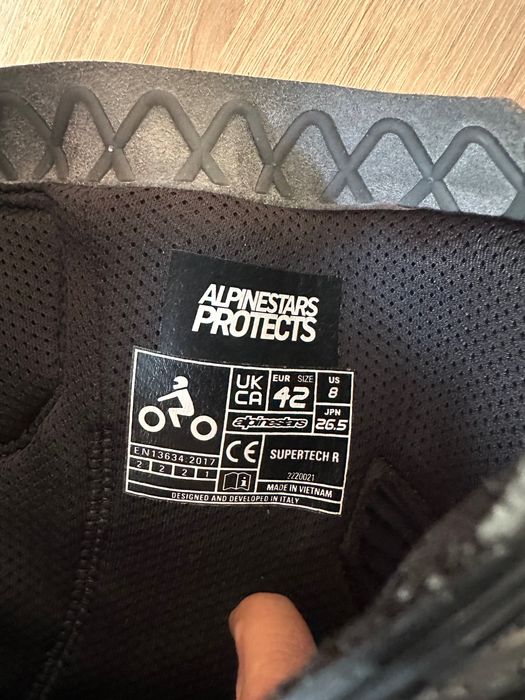 ALPINESTARS
PROTECTS
UK
CA
EUR SIZE
42
US
8
alpinestars
JPN
26.5
EN13634:2017
2 2 2 1
CE
i
SUPERTECH R
2220021
MADE IN VIETNAM
DESIGNED AND DEVELOPED IN ITALY